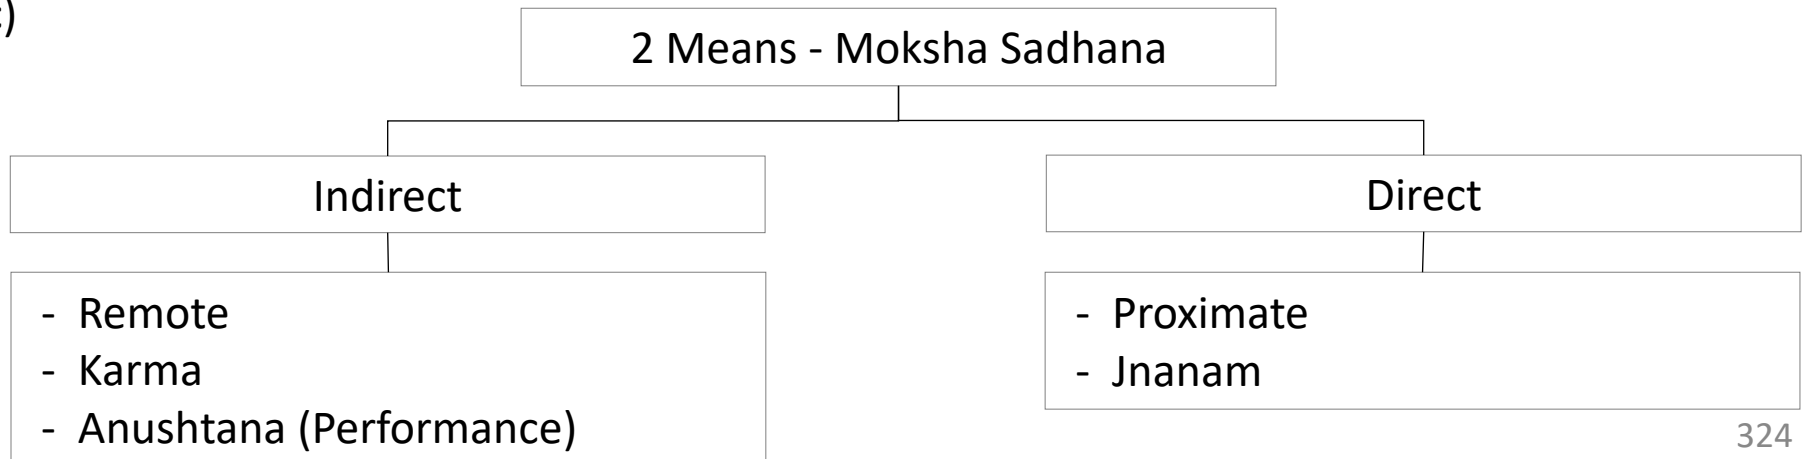 2 Means - Moksha Sadhana
Indirect
Direct
- Remote
- Karma
- Anushtana (Performance)
- Proximate
- Jnanam
324